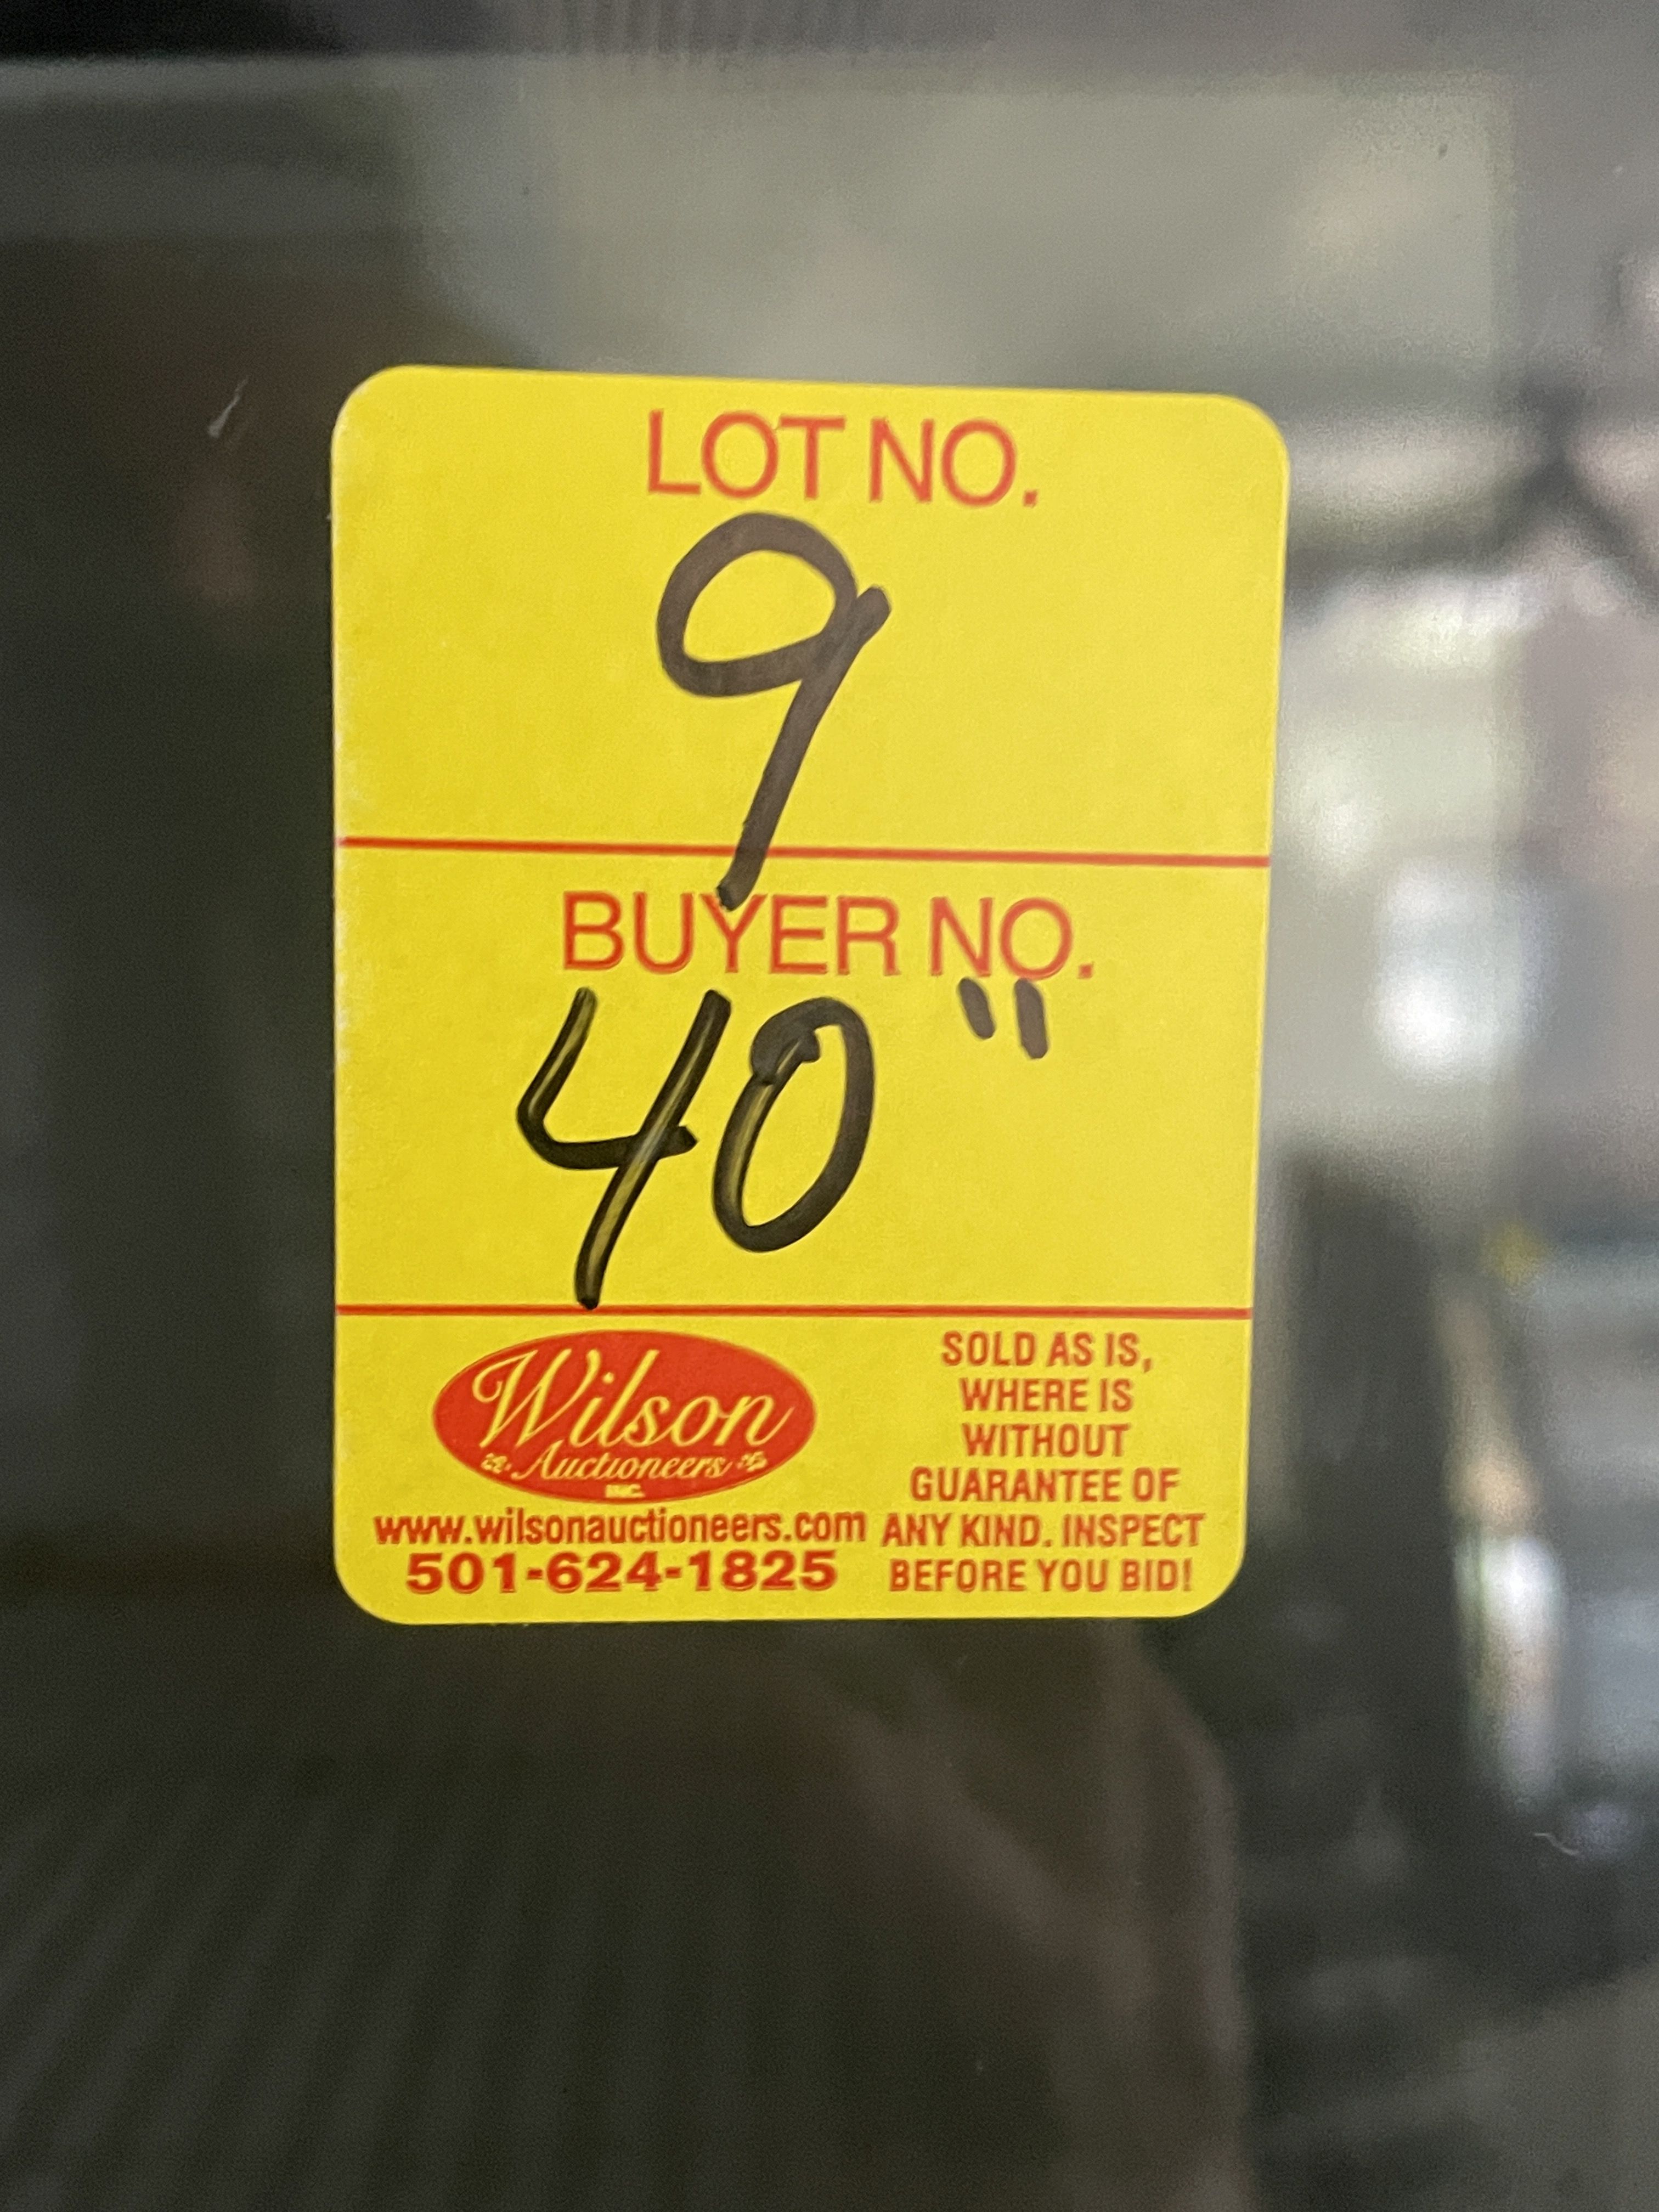 LOT NO.
9
BUYER NO.
40"
Wilson
Auctioneers
INC.
www.wilsonauctioneers.com
501-624-1825
SOLD AS IS,
WHERE IS
WITHOUT
GUARANTEE OF
ANY KIND. INSPECT
BEFORE YOU BID!